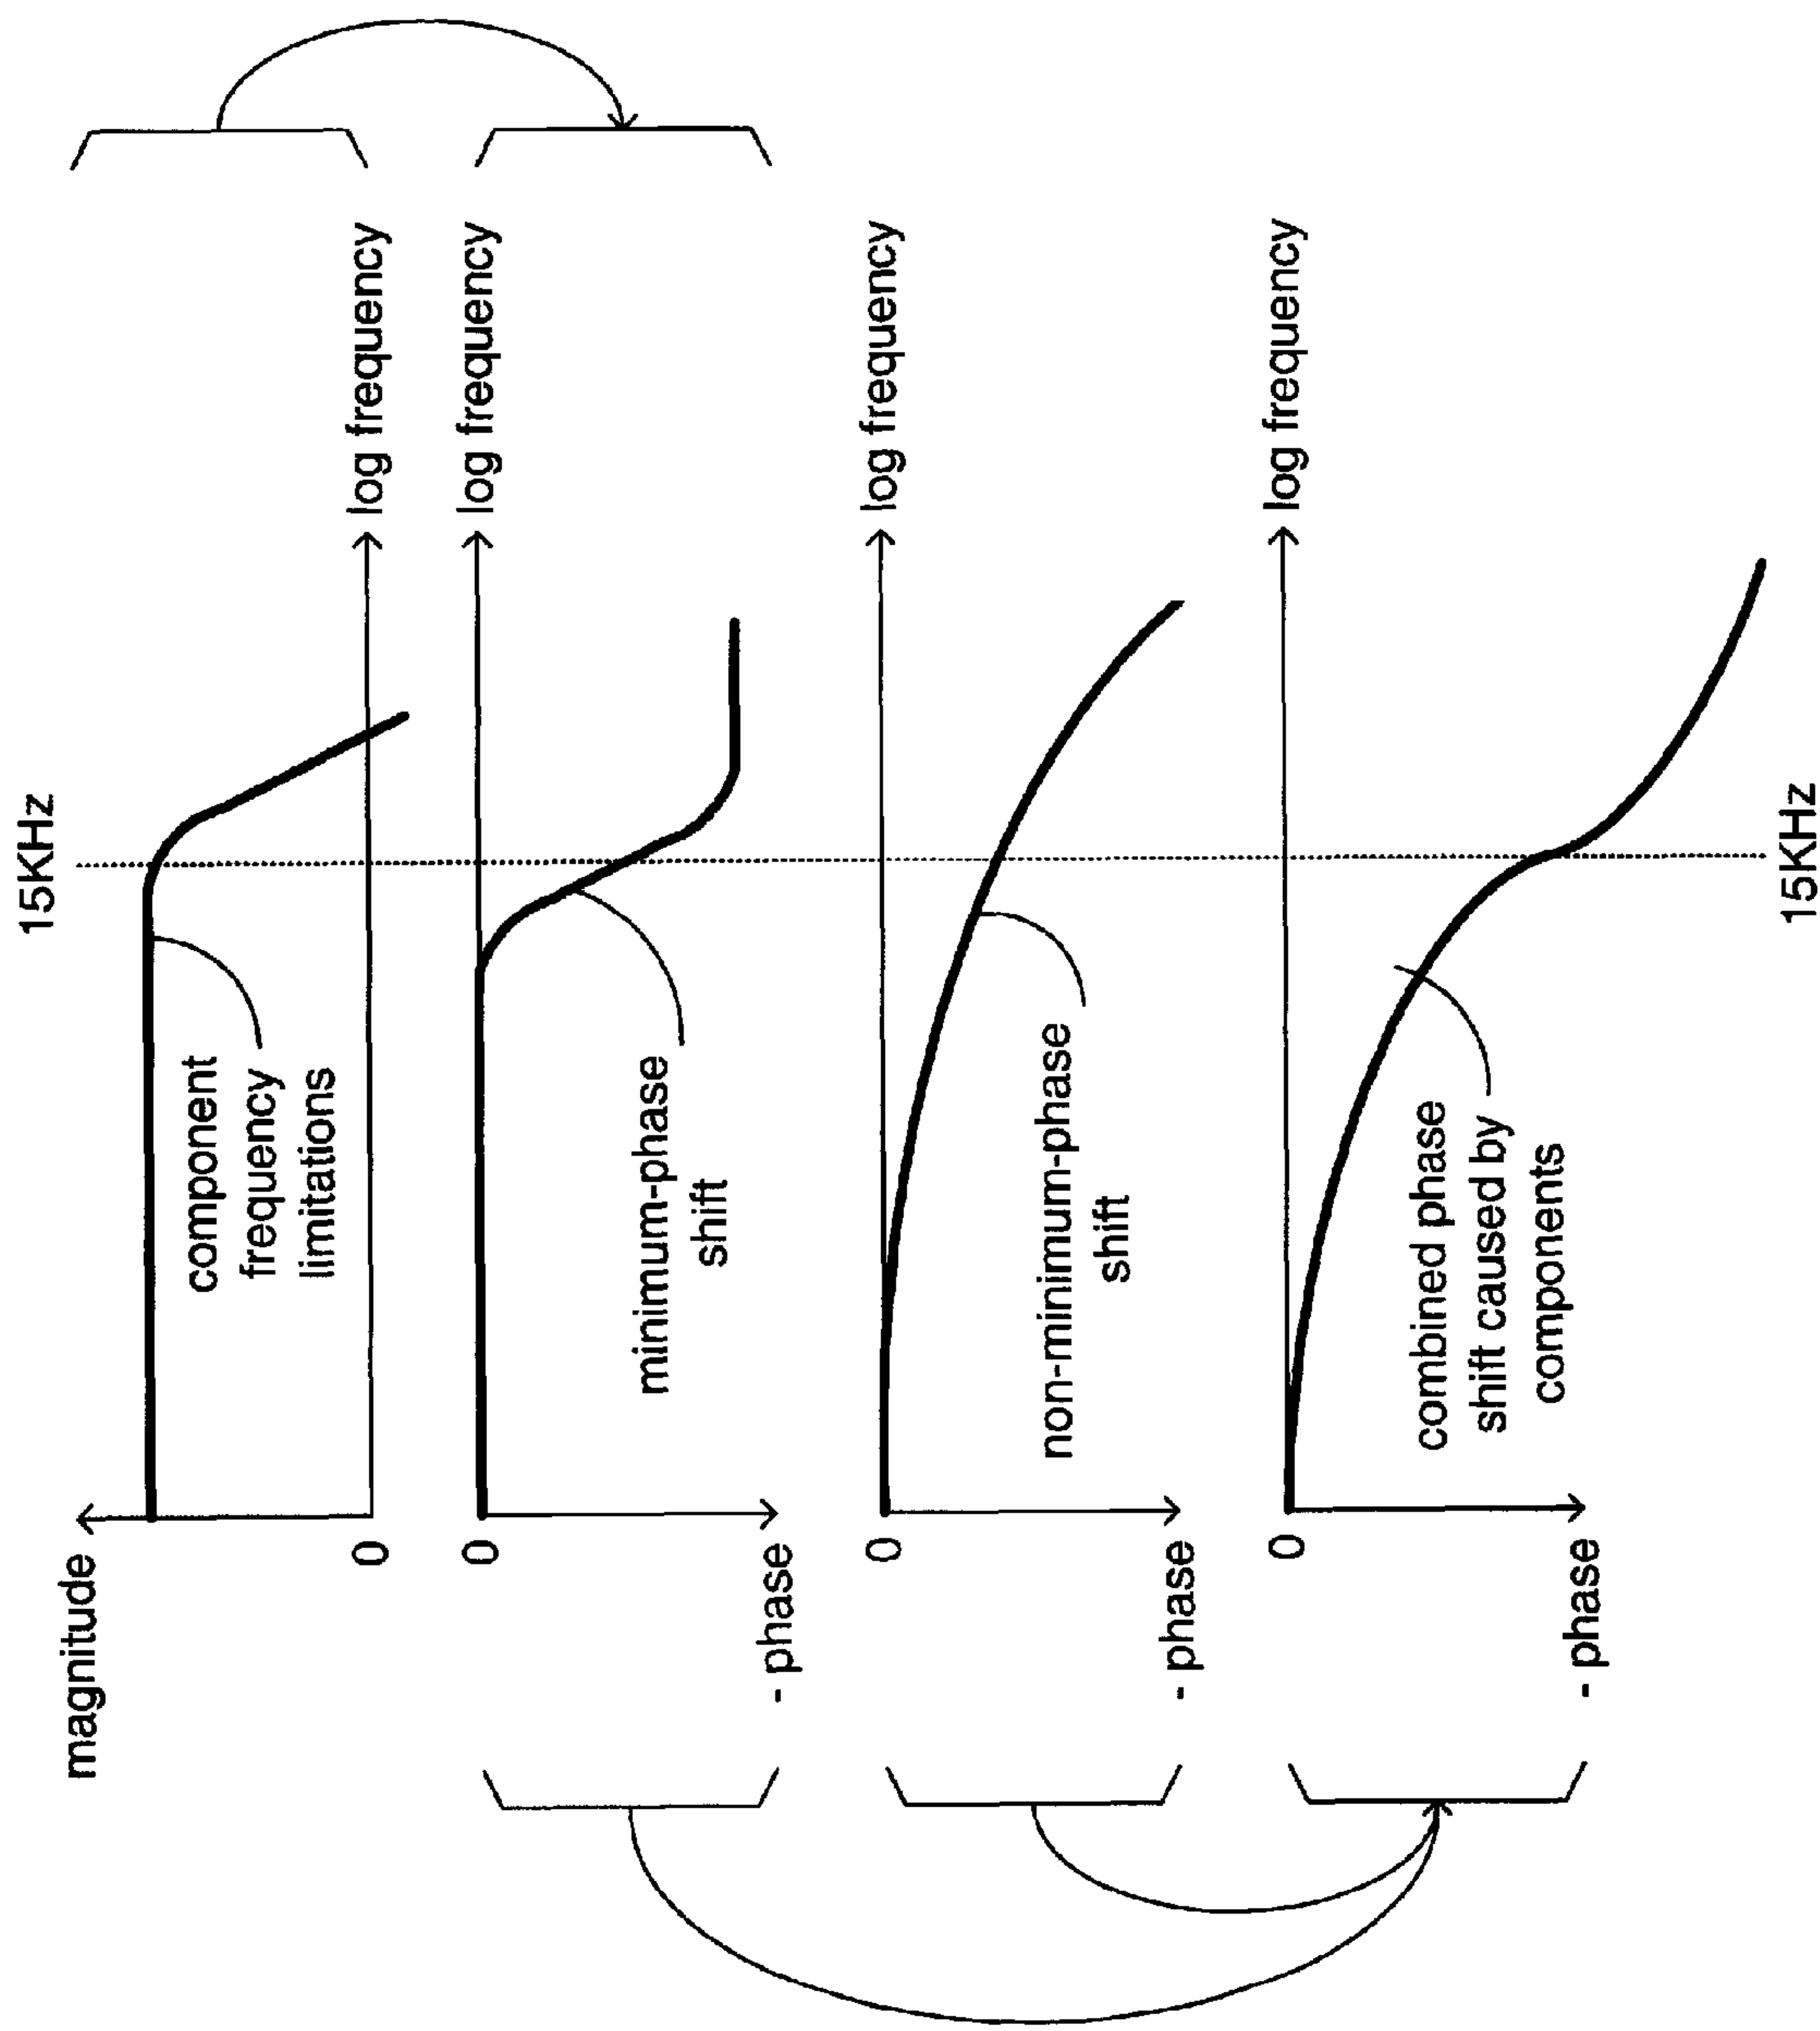 15KHz
magnitude
component
frequency
limitations
0
log frequency
0
log frequency
minimum-phase
shift
- phase
0
log frequency
non-minimum-phase
shift
- phase
0
log frequency
combined phase
shift caused by
components
- phase
15KHz